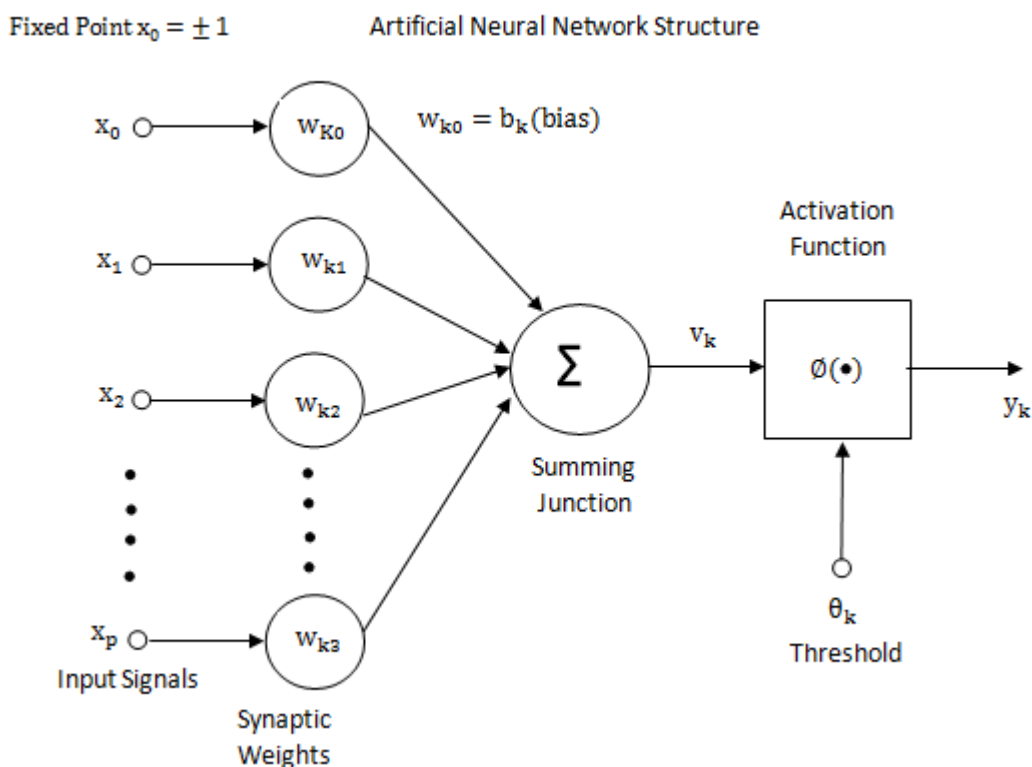 Fixed Point x₀ = ± 1
Artificial Neural Network Structure
x₀
w_K0
w_k0 = b_k(bias)
x₁
w_k1
Activation
Function
x₂
w_k2
Σ
v_k
Ø(•)
y_k
Summing
Junction
x_p
w_k3
θ_k
Threshold
Input Signals
Synaptic
Weights